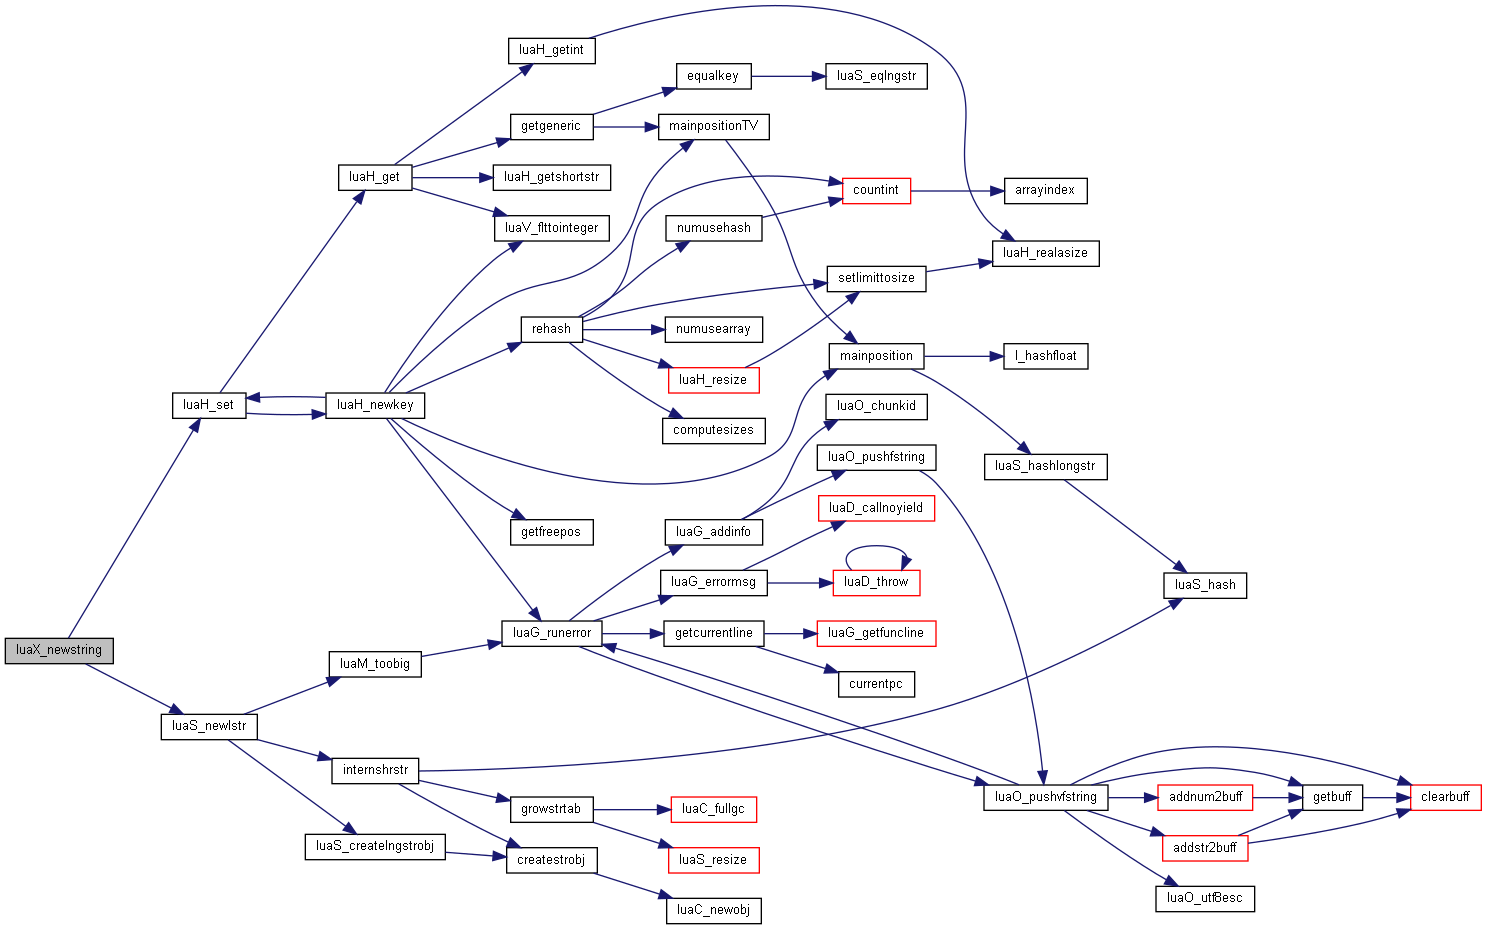 luaH_getint
equalkey
luaS_eqlngstr
getgeneric
mainpositionTV
luaH_get
luaH_getshortstr
countint
arrayindex
luaV_flttointeger
numusehash
luaH_realasize
setlimittosize
rehash
numusearray
mainposition
l_hashfloat
luaH_resize
luaH_set
luaH_newkey
luaO_chunkid
computesizes
luaO_pushfstring
luaS_hashlongstr
luaD_callnoyield
getfreepos
luaG_addinfo
luaG_errormsg
luaD_throw
luaS_hash
luaG_runerror
getcurrentline
luaG_getfuncline
luaX_newstring
luaM_toobig
currentpc
luaS_newlstr
internshrstr
luaO_pushvfstring
addnum2buff
getbuff
clearbuff
growstrtab
luaC_fullgc
luaS_createlngstrobj
createstrobj
luaS_resize
addstr2buff
luaO_utf8esc
luaC_newobj